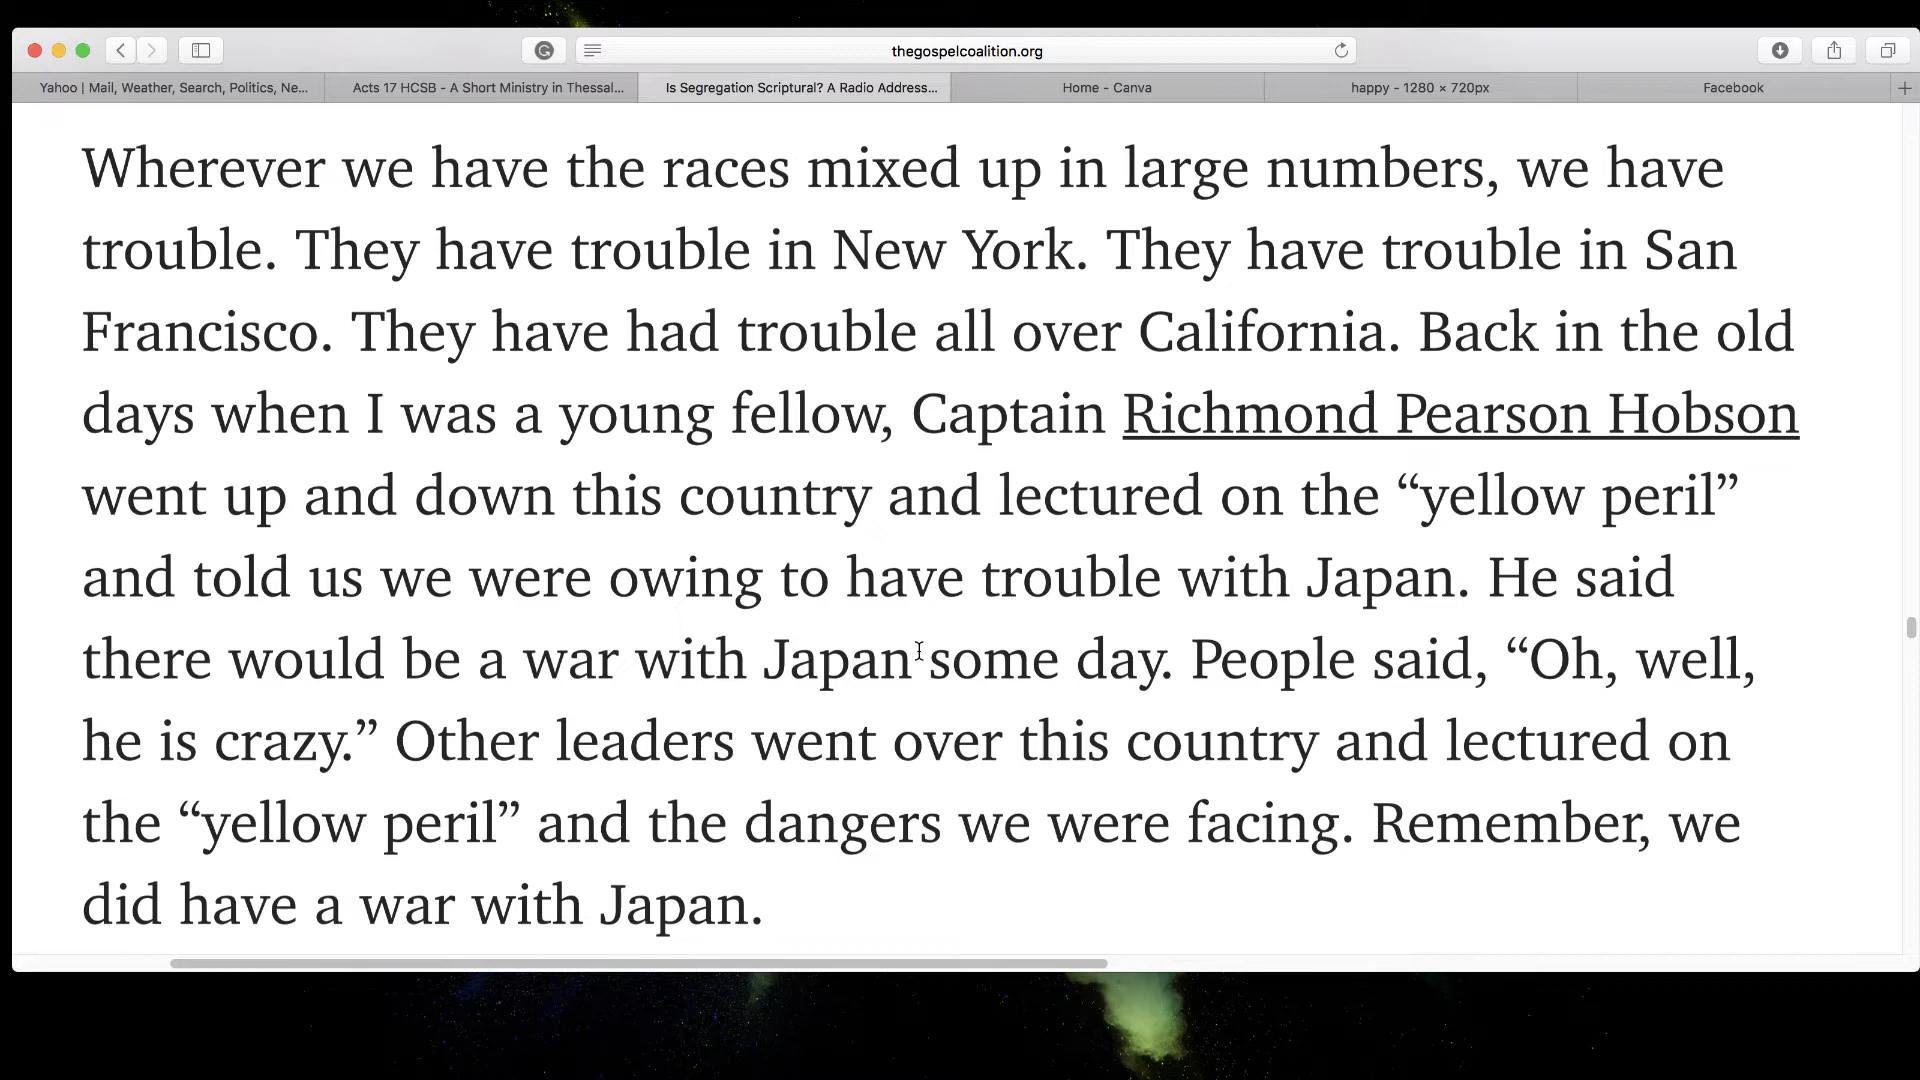 thegospelcoalition.org
Yahoo | Mail, Weather, Search, Politics, Ne...
Acts 17 HCSB - A Short Ministry in Thessal...
Is Segregation Scriptural? A Radio Address...
Home - Canva
happy - 1280 × 720px
Facebook
Wherever we have the races mixed up in large numbers, we have
trouble. They have trouble in New York. They have trouble in San
Francisco. They have had trouble all over California. Back in the old
days when I was a young fellow, Captain Richmond Pearson Hobson
went up and down this country and lectured on the “yellow peril”
and told us we were owing to have trouble with Japan. He said
there would be a war with Japan some day. People said, “Oh, well,
he is crazy.” Other leaders went over this country and lectured on
the “yellow peril” and the dangers we were facing. Remember, we
did have a war with Japan.